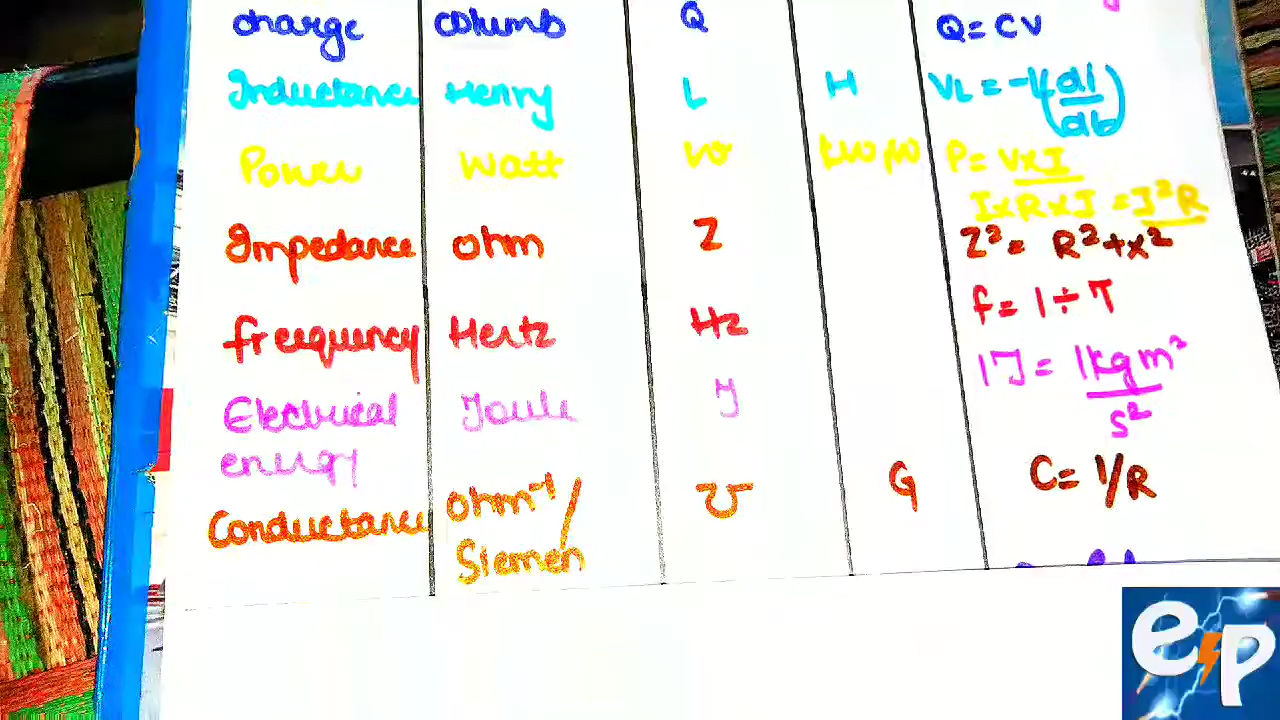 charge columb Q Q = CV
Inductance Henry L H VL = -L(dI/dt)
Power Watt W P = V×I
I×R×I = I²R
Impedance ohm Z Z² = R² + x²
frequency Hertz Hz f = 1 ÷ T
Electrical energy Joule J 1J = 1kg m² / s²
Conductance ohm⁻¹/ Siemen ℧ G C = 1/R
eP